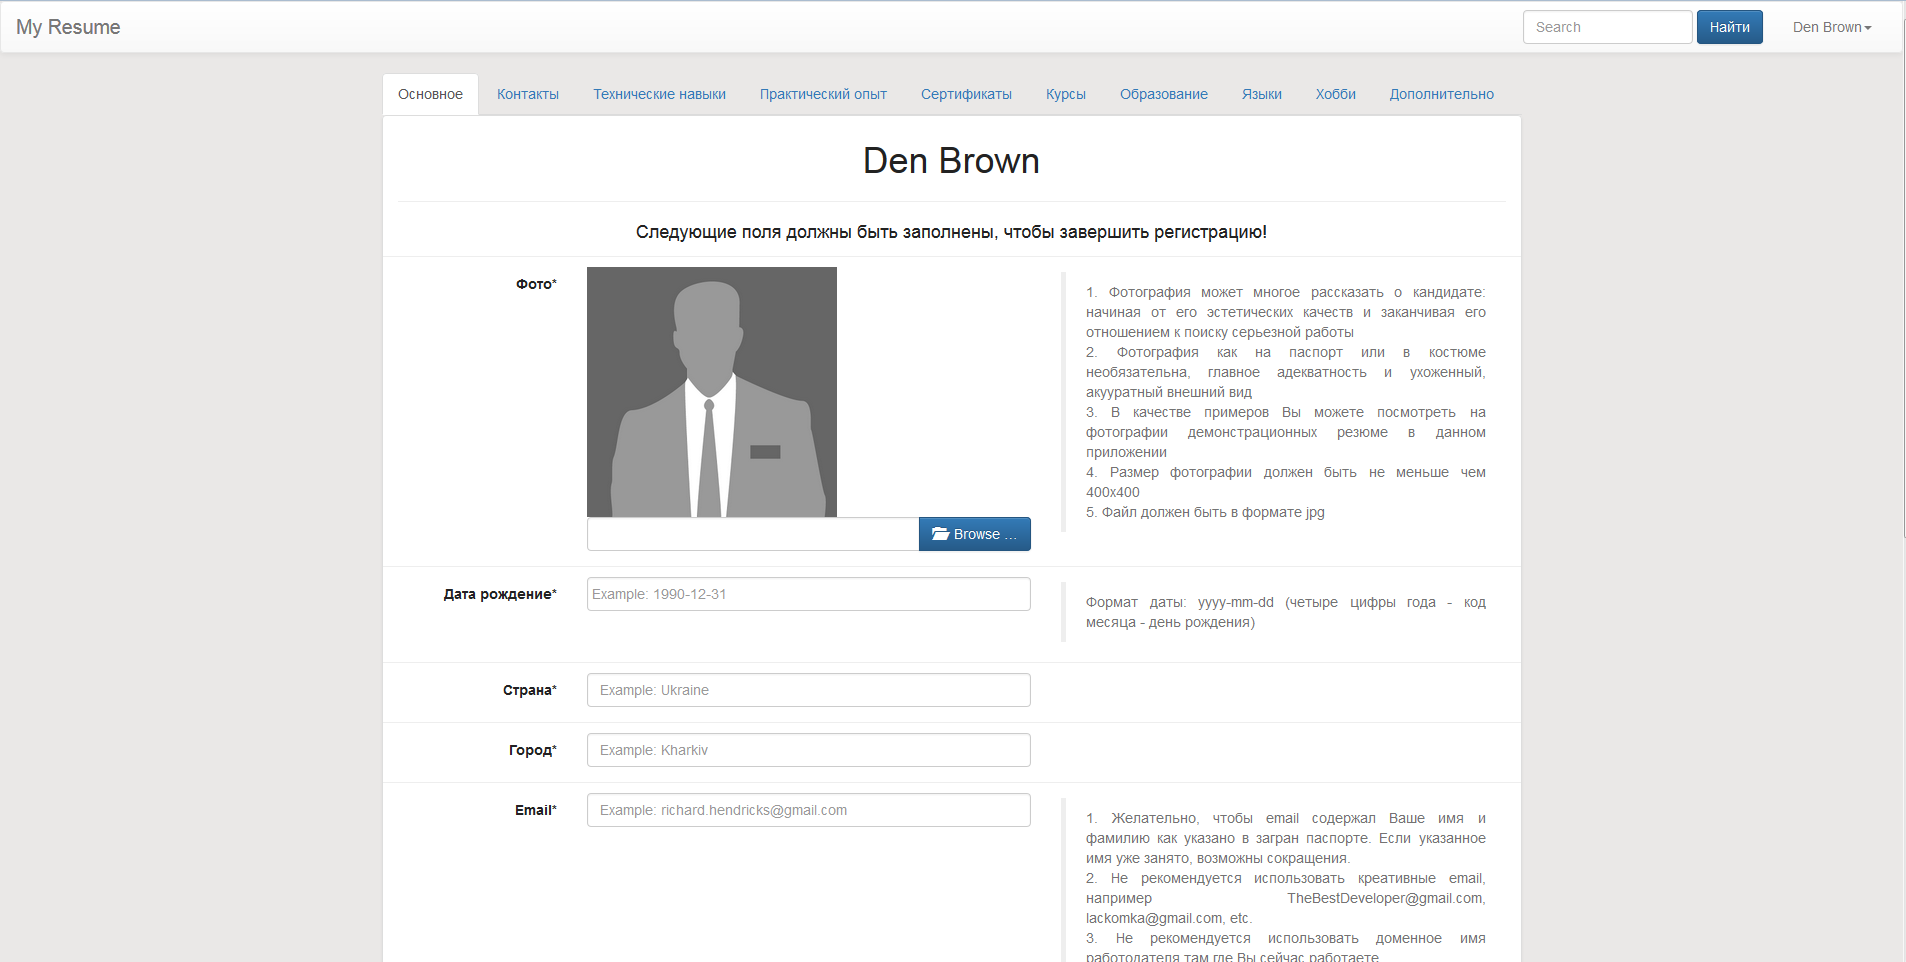 My Resume
Search
Найти
Den Brown
Основное
Контакты
Технические навыки
Практический опыт
Сертификаты
Курсы
Образование
Языки
Хобби
Дополнительно
Den Brown
Следующие поля должны быть заполнены, чтобы завершить регистрацию!
Фото*
Browse ...
1. Фотография может многое рассказать о кандидате:
начиная от его эстетических качеств и заканчивая его
отношением к поиску серьезной работы
2. Фотография как на паспорт или в костюме
необязательна, главное адекватность и ухоженный,
акууратный внешний вид
3. В качестве примеров Вы можете посмотреть на
фотографии демонстрационных резюме в данном
приложении
4. Размер фотографии должен быть не меньше чем
400x400
5. Файл должен быть в формате jpg
Дата рождение*
Example: 1990-12-31
Формат даты: yyyy-mm-dd (четыре цифры года - код
месяца - день рождения)
Страна*
Example: Ukraine
Город*
Example: Kharkiv
Email*
Example: richard.hendricks@gmail.com
1. Желательно, чтобы email содержал Ваше имя и
фамилию как указано в загран паспорте. Если указанное
имя уже занято, возможны сокращения.
2. Не рекомендуется использовать креативные email,
например TheBestDeveloper@gmail.com,
lackomka@gmail.com, etc.
3. Не рекомендуется использовать доменное имя
работодателя там где Вы сейчас работаете